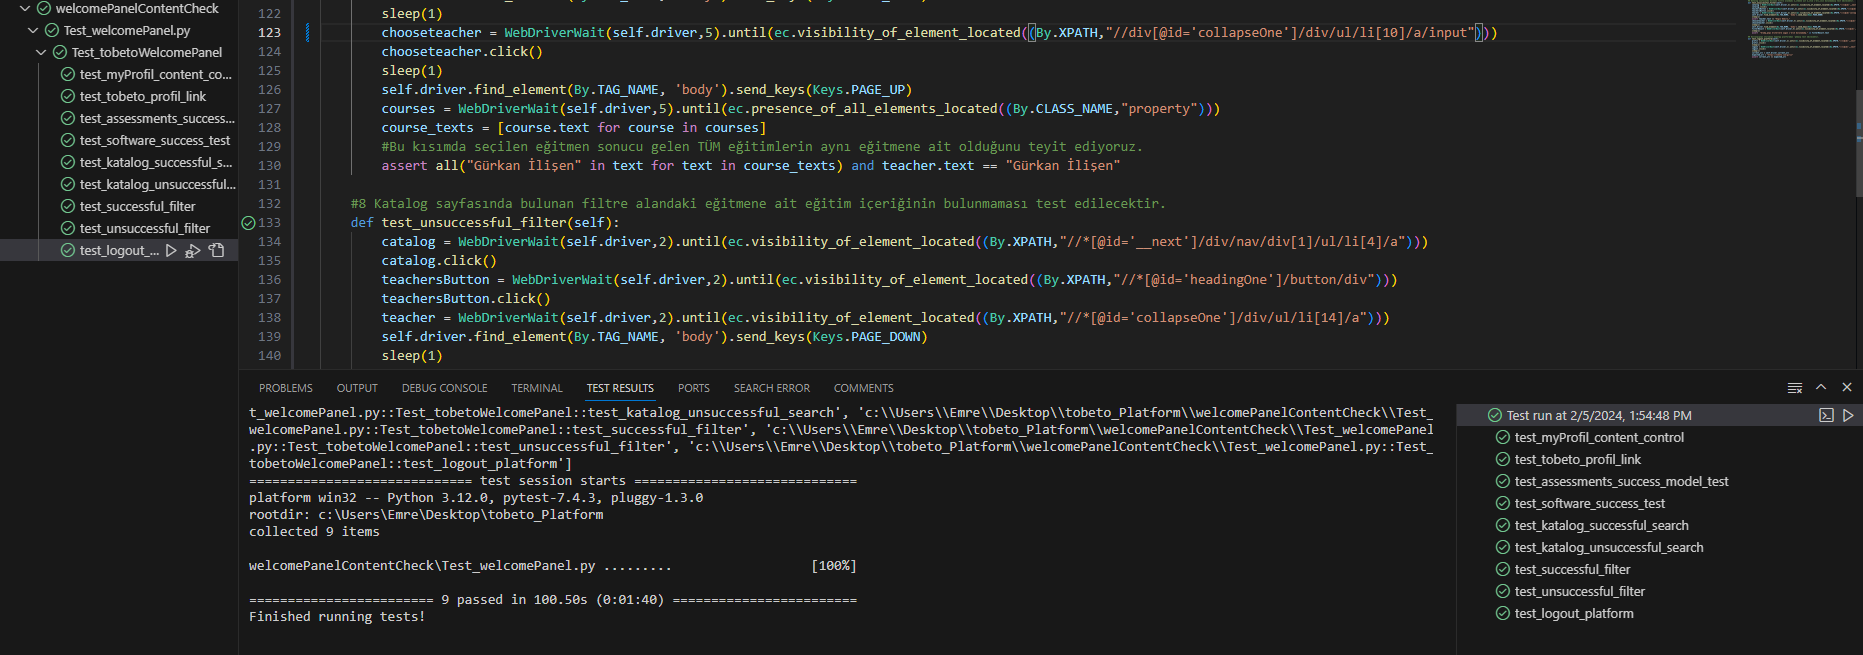 welcomePanelContentCheck
Test_welcomePanel.py
Test_tobetoWelcomePanel
test_myProfil_content_co...
test_tobeto_profil_link
test_assessments_success...
test_software_success_test
test_katalog_successful_s...
test_katalog_unsuccessful...
test_successful_filter
test_unsuccessful_filter
test_logout_...
122 sleep(1)
123 chooseteacher = WebDriverWait(self.driver,5).until(ec.visibility_of_element_located((By.XPATH,"//div[@id='collapseOne']/div/ul/li[10]/a/input")))
124 chooseteacher.click()
125 sleep(1)
126 self.driver.find_element(By.TAG_NAME, 'body').send_keys(Keys.PAGE_UP)
127 courses = WebDriverWait(self.driver,5).until(ec.presence_of_all_elements_located((By.CLASS_NAME,"property")))
128 course_texts = [course.text for course in courses]
129 #Bu kısımda seçilen eğitmen sonucu gelen TÜM eğitimlerin aynı eğitmene ait olduğunu teyit ediyoruz.
130 assert all("Gürkan İlişen" in text for text in course_texts) and teacher.text == "Gürkan İlişen"
131
132 #8 Katalog sayfasında bulunan filtre alandaki eğitmene ait eğitim içeriğinin bulunmaması test edilecektir.
133 def test_unsuccessful_filter(self):
134 catalog = WebDriverWait(self.driver,2).until(ec.visibility_of_element_located((By.XPATH,"//*[@id='__next']/div/nav/div[1]/ul/li[4]/a")))
135 catalog.click()
136 teachersButton = WebDriverWait(self.driver,2).until(ec.visibility_of_element_located((By.XPATH,"//*[@id='headingOne']/button/div")))
137 teachersButton.click()
138 teacher = WebDriverWait(self.driver,2).until(ec.visibility_of_element_located((By.XPATH,"//*[@id='collapseOne']/div/ul/li[14]/a")))
139 self.driver.find_element(By.TAG_NAME, 'body').send_keys(Keys.PAGE_DOWN)
140 sleep(1)
PROBLEMS OUTPUT DEBUG CONSOLE TERMINAL TEST RESULTS PORTS SEARCH ERROR COMMENTS
t_welcomePanel.py::Test_tobetoWelcomePanel::test_katalog_unsuccessful_search', 'c:\\Users\\Emre\\Desktop\\tobeto_Platform\\welcomePanelContentCheck\\Test_
welcomePanel.py::Test_tobetoWelcomePanel::test_successful_filter', 'c:\\Users\\Emre\\Desktop\\tobeto_Platform\\welcomePanelContentCheck\\Test_welcomePanel
.py::Test_tobetoWelcomePanel::test_unsuccessful_filter', 'c:\\Users\\Emre\\Desktop\\tobeto_Platform\\welcomePanelContentCheck\\Test_welcomePanel.py::Test_
tobetoWelcomePanel::test_logout_platform']
============================ test session starts ============================
platform win32 -- Python 3.12.0, pytest-7.4.3, pluggy-1.3.0
rootdir: c:\Users\Emre\Desktop\tobeto_Platform
collected 9 items
welcomePanelContentCheck\Test_welcomePanel.py ......... [100%]
======================= 9 passed in 100.50s (0:01:40) =======================
Finished running tests!
Test run at 2/5/2024, 1:54:48 PM
test_myProfil_content_control
test_tobeto_profil_link
test_assessments_success_model_test
test_software_success_test
test_katalog_successful_search
test_katalog_unsuccessful_search
test_successful_filter
test_unsuccessful_filter
test_logout_platform